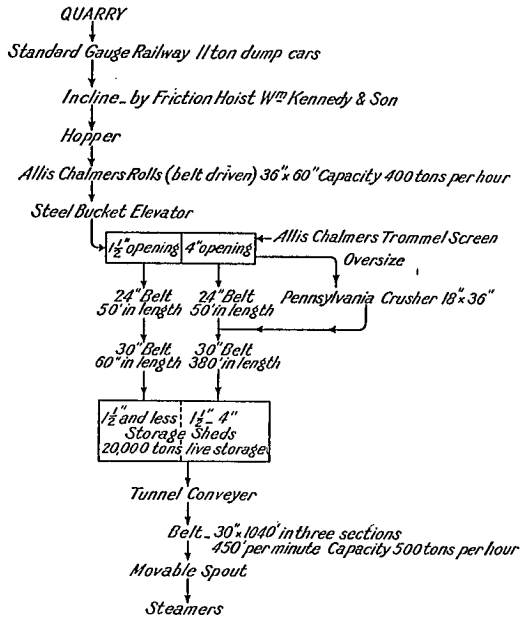 QUARRY
Standard Gauge Railway 11 ton dump cars
Incline - by Friction Hoist Wm Kennedy & Son
Hopper
Allis Chalmers Rolls (belt driven) 36"x 60" Capacity 400 tons per hour
Steel Bucket Elevator
1½" opening 4" opening
Allis Chalmers Trommel Screen
Oversize
24" Belt
50' in length
24" Belt
50' in length
Pennsylvania Crusher 18"x 36"
30" Belt
60" in length
30" Belt
380' in length
1½" and less 1½"- 4"
Storage Sheds
20,000 tons live storage
Tunnel Conveyer
Belt - 30"x 1040' in three sections
450' per minute Capacity 500 tons per hour
Movable Spout
Steamers